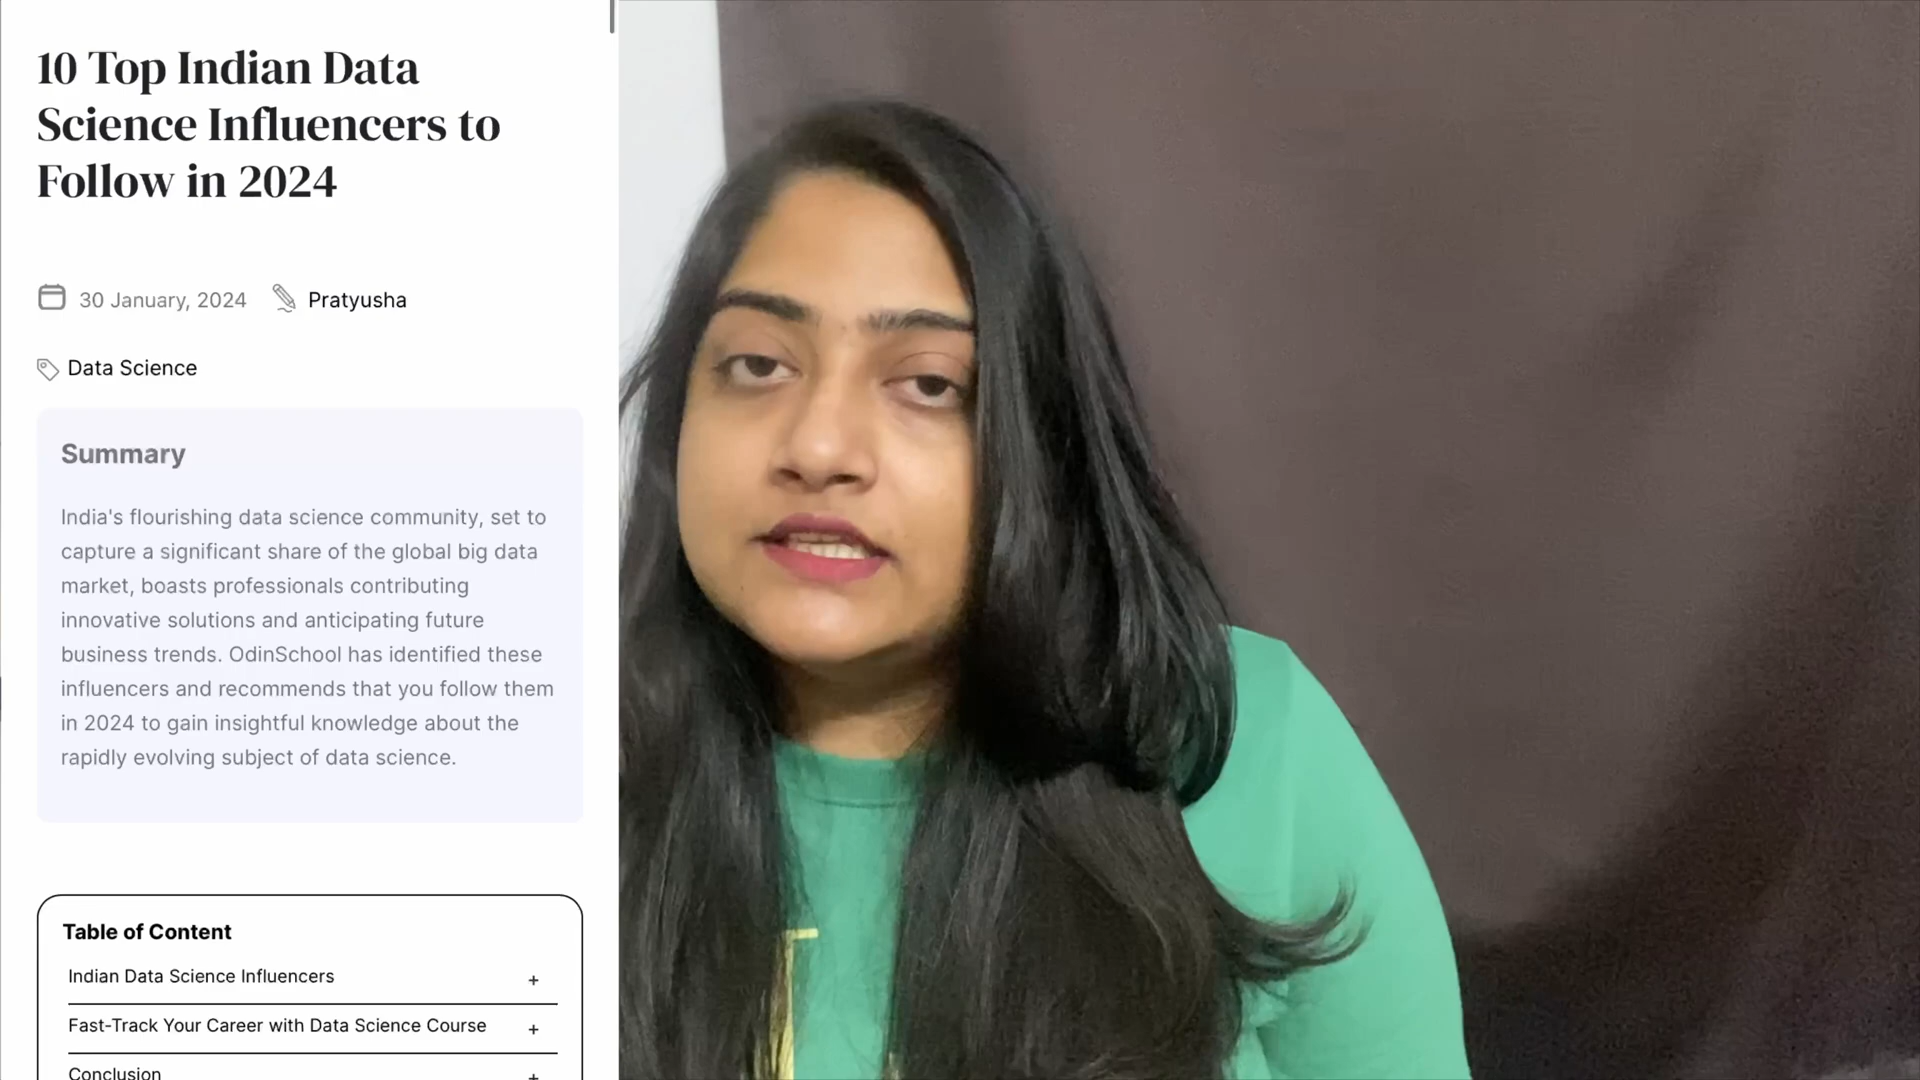 10 Top Indian Data
Science Influencers to
Follow in 2024
30 January, 2024 Pratyusha
Data Science
Summary
India's flourishing data science community, set to
capture a significant share of the global big data
market, boasts professionals contributing
innovative solutions and anticipating future
business trends. OdinSchool has identified these
influencers and recommends that you follow them
in 2024 to gain insightful knowledge about the
rapidly evolving subject of data science.
Table of Content
Indian Data Science Influencers +
Fast-Track Your Career with Data Science Course +
Conclusion +